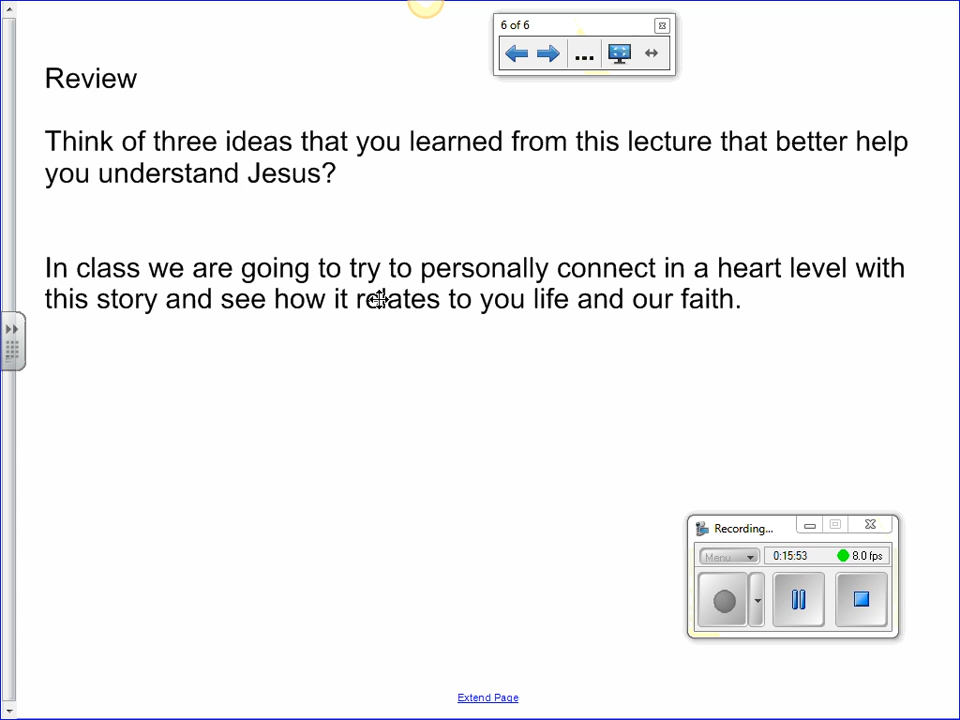 6 of 6
...
Review
Think of three ideas that you learned from this lecture that better help
you understand Jesus?
In class we are going to try to personally connect in a heart level with
this story and see how it relates to you life and our faith.
Recording...
Menu
0:15:53
8.0 fps
Extend Page